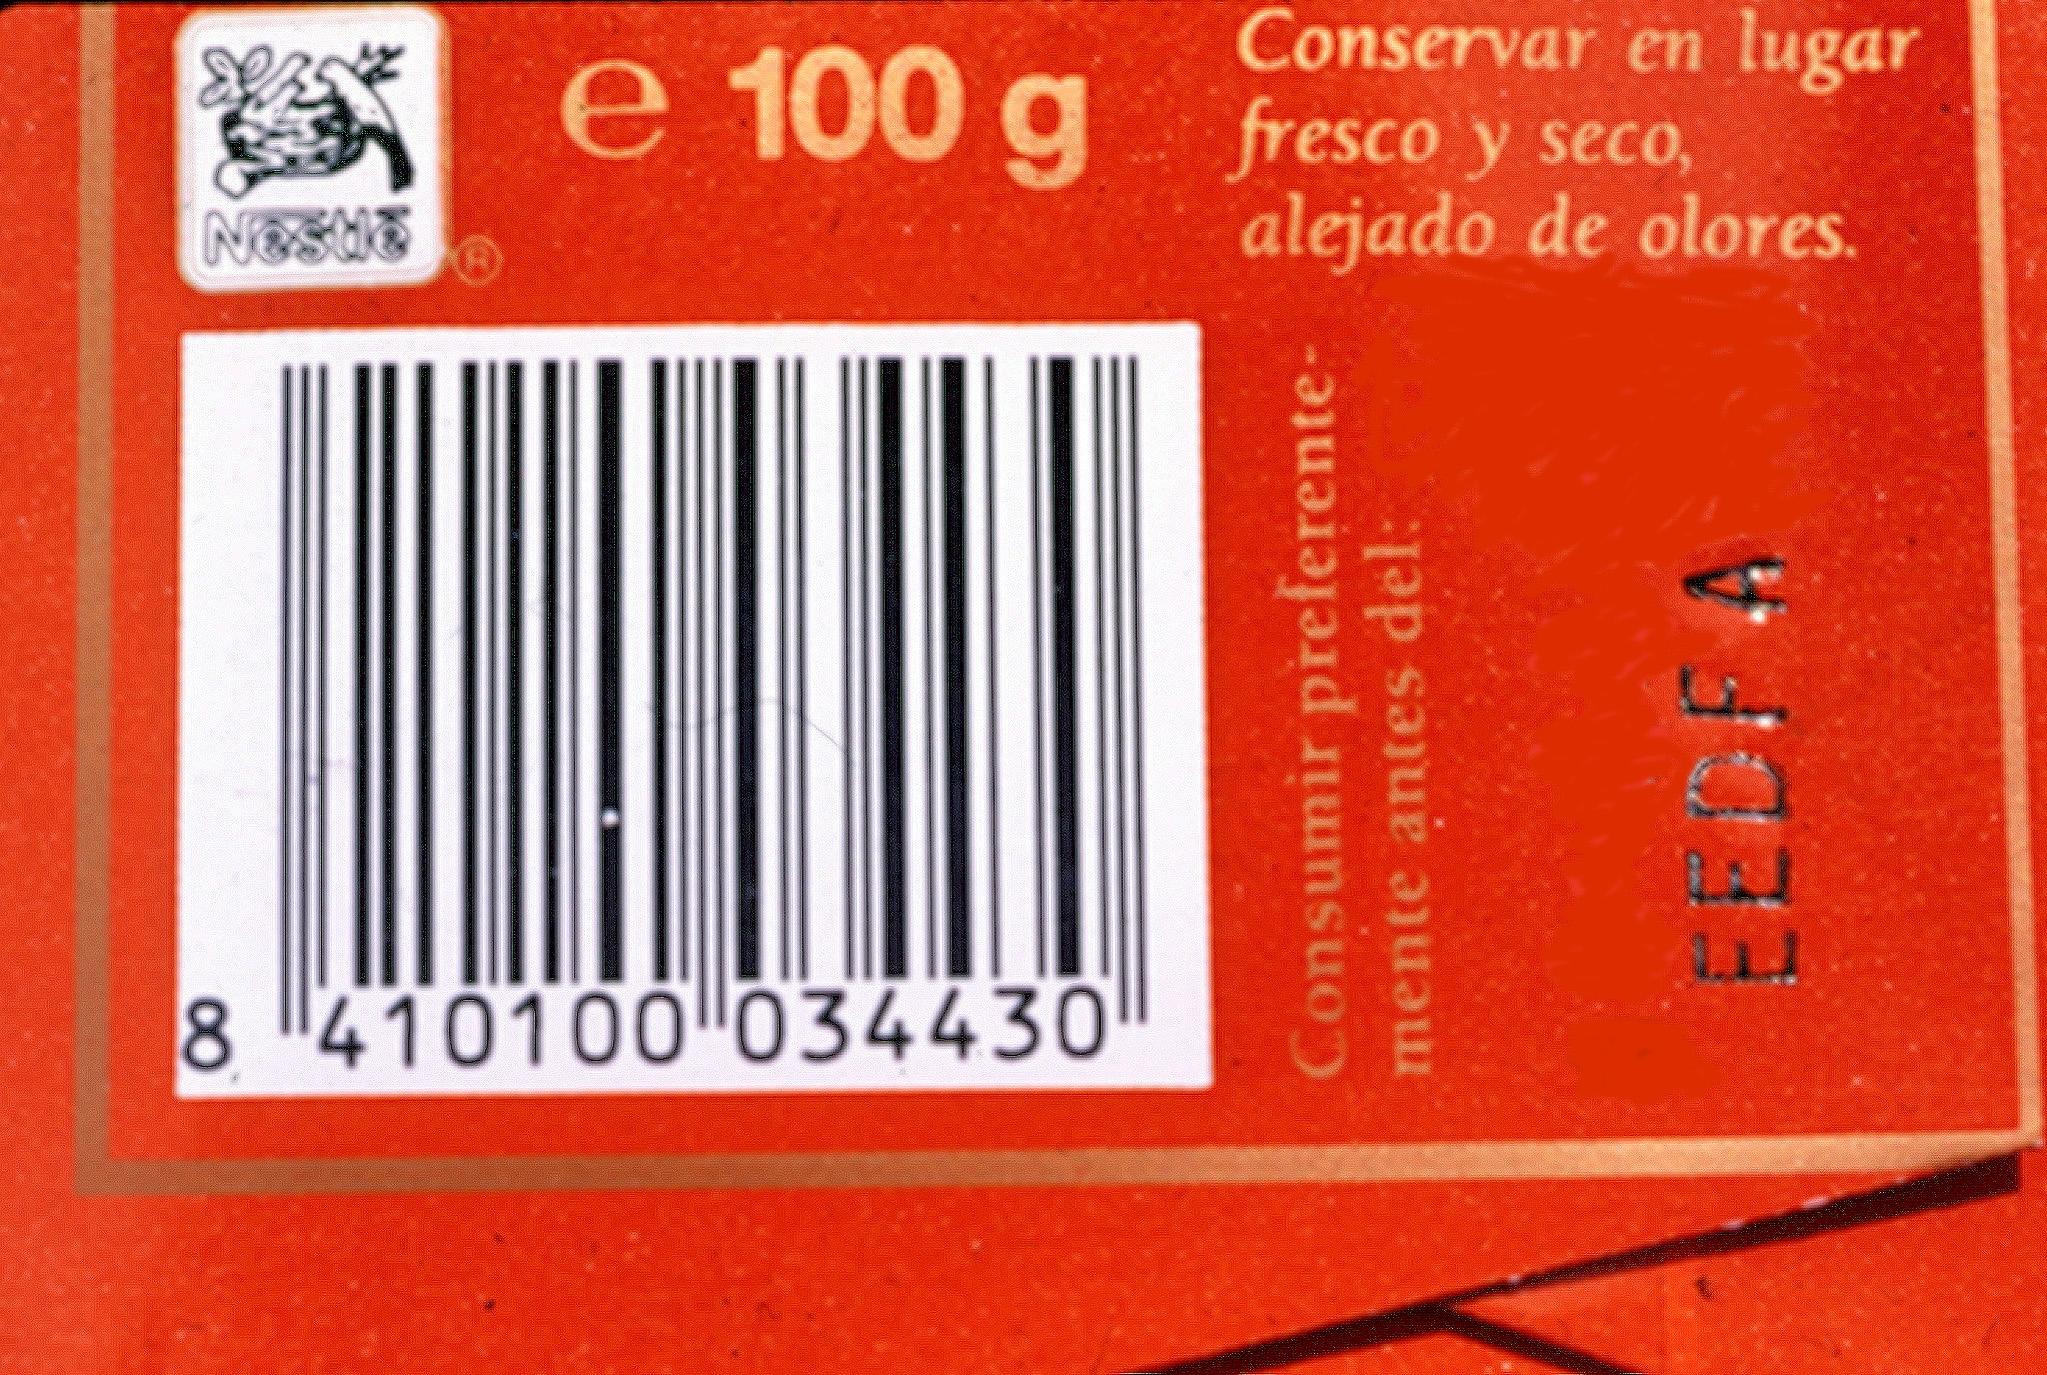 Nestlé ®
e 100 g
Conservar en lugar
fresco y seco,
alejado de olores.
8 410100 034430
Consumir preferente-
mente antes del:
EEDFA